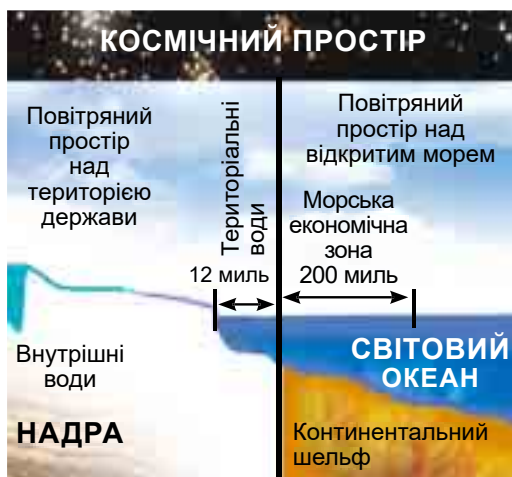 КОСМІЧНИЙ ПРОСТІР
Повітряний
простір
над
територією
держави
Територіальні
води
12 миль
Повітряний
простір над
відкритим морем
Морська
економічна
зона
200 миль
Внутрішні
води
НАДРА
СВІТОВИЙ
ОКЕАН
Континентальний
шельф